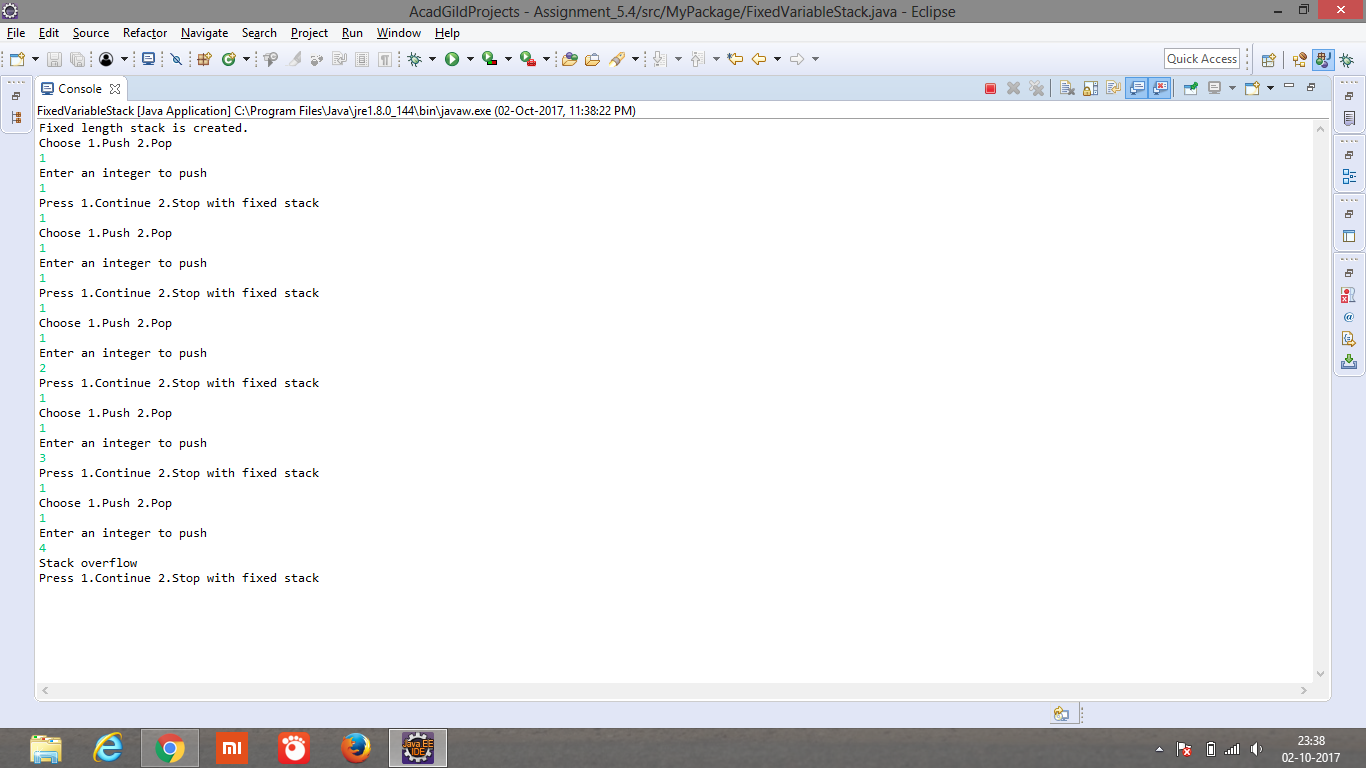 AcadGildProjects - Assignment_5.4/src/MyPackage/FixedVariableStack.java - Eclipse
File Edit Source Refactor Navigate Search Project Run Window Help
Quick Access
Console
FixedVariableStack [Java Application] C:\Program Files\Java\jre1.8.0_144\bin\javaw.exe (02-Oct-2017, 11:38:22 PM)
Fixed length stack is created.
Choose 1.Push 2.Pop
1
Enter an integer to push
1
Press 1.Continue 2.Stop with fixed stack
1
Choose 1.Push 2.Pop
1
Enter an integer to push
1
Press 1.Continue 2.Stop with fixed stack
1
Choose 1.Push 2.Pop
1
Enter an integer to push
2
Press 1.Continue 2.Stop with fixed stack
1
Choose 1.Push 2.Pop
1
Enter an integer to push
3
Press 1.Continue 2.Stop with fixed stack
1
Choose 1.Push 2.Pop
1
Enter an integer to push
4
Stack overflow
Press 1.Continue 2.Stop with fixed stack
mi
Java EE
IDE
23:38
02-10-2017